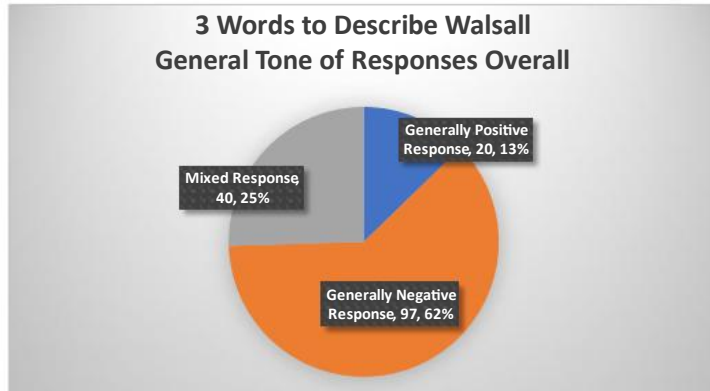 3 Words to Describe Walsall
General Tone of Responses Overall
Generally Positive
Response, 20, 13%
Mixed Response,
40, 25%
Generally Negative
Response, 97, 62%